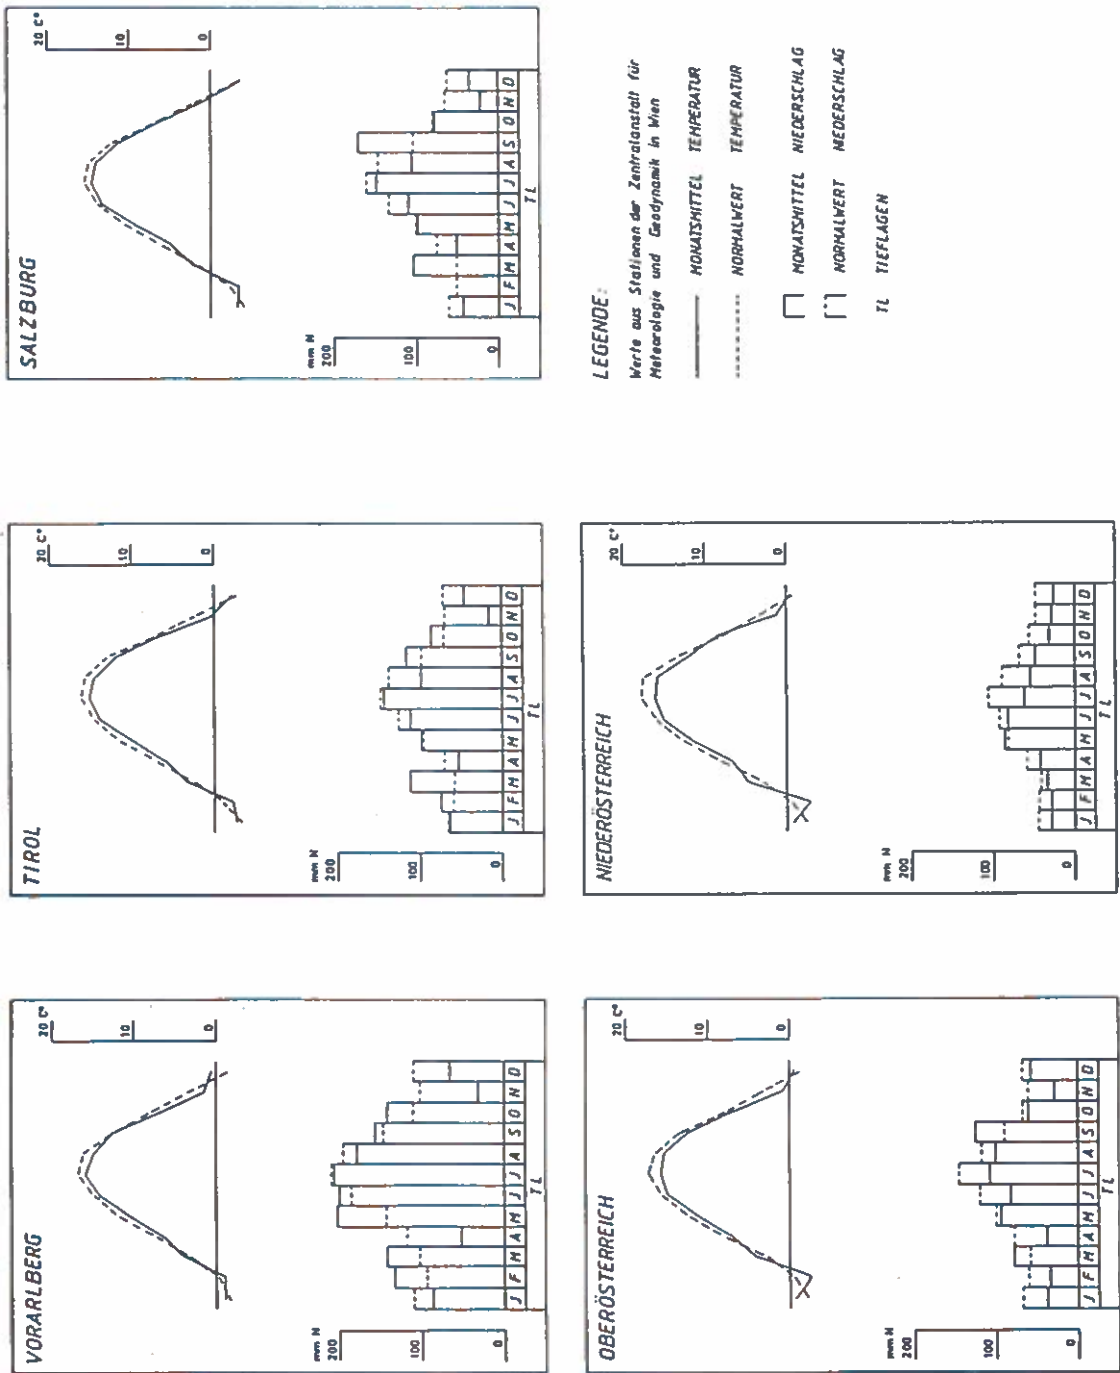 VORARLBERG
20 C°
10
0
mm N
200
100
0
J F M A M J J A S O N D
TL
TIROL
20 C°
10
0
mm N
200
100
0
J F M A M J J A S O N D
TL
SALZBURG
20 C°
10
0
mm N
200
100
0
J F M A M J J A S O N D
TL
OBERÖSTERREICH
20 C°
10
0
mm N
200
100
0
J F M A M J J A S O N D
TL
NIEDERÖSTERREICH
20 C°
10
0
mm N
200
100
0
J F M A M J J A S O N D
TL
LEGENDE:
Werte aus Stationen der Zentralanstalt für
Meteorologie und Geodynamik in Wien
MONATSMITTEL TEMPERATUR
NORMALWERT TEMPERATUR
MONATSMITTEL NIEDERSCHLAG
NORMALWERT NIEDERSCHLAG
TL TIEFLAGEN